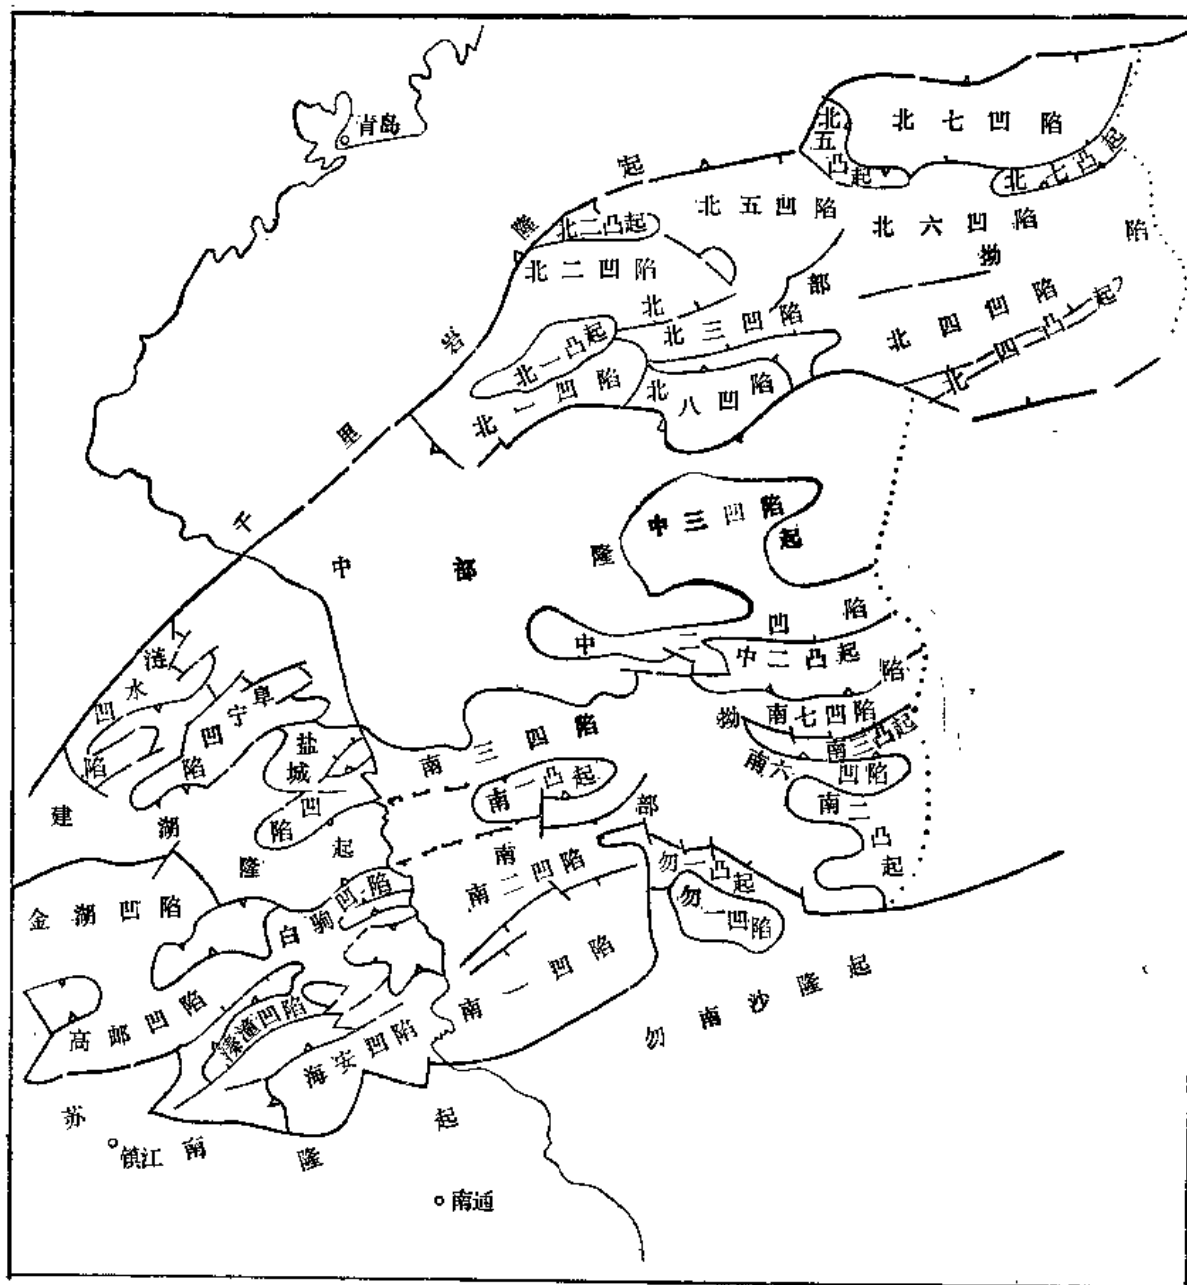 青岛
北七凹陷
北五凸起
北七凸起
北五凹陷
北六凹陷
北二凸起
北二凹陷
北部拗陷
北三凹陷
北四凹陷
北四二凸起
北一凸起
北一凹陷
北八凹陷
千里岩隆起
中部隆起
中三凹陷
中二凹陷
中二凸起
涟水凹陷
阜宁凹陷
盐城凹陷
建湖隆起
南三四陷
南七凹陷
南三凸起
南六凹陷
南二凸起
南一凸起
南部拗陷
南二凹陷
勿一凸起
勿一凹陷
金湖凹陷
白驹凹陷
高邮凹陷
溱潼凹陷
海安凹陷
南一凹陷
勿南沙隆起
苏南隆起
镇江
南通